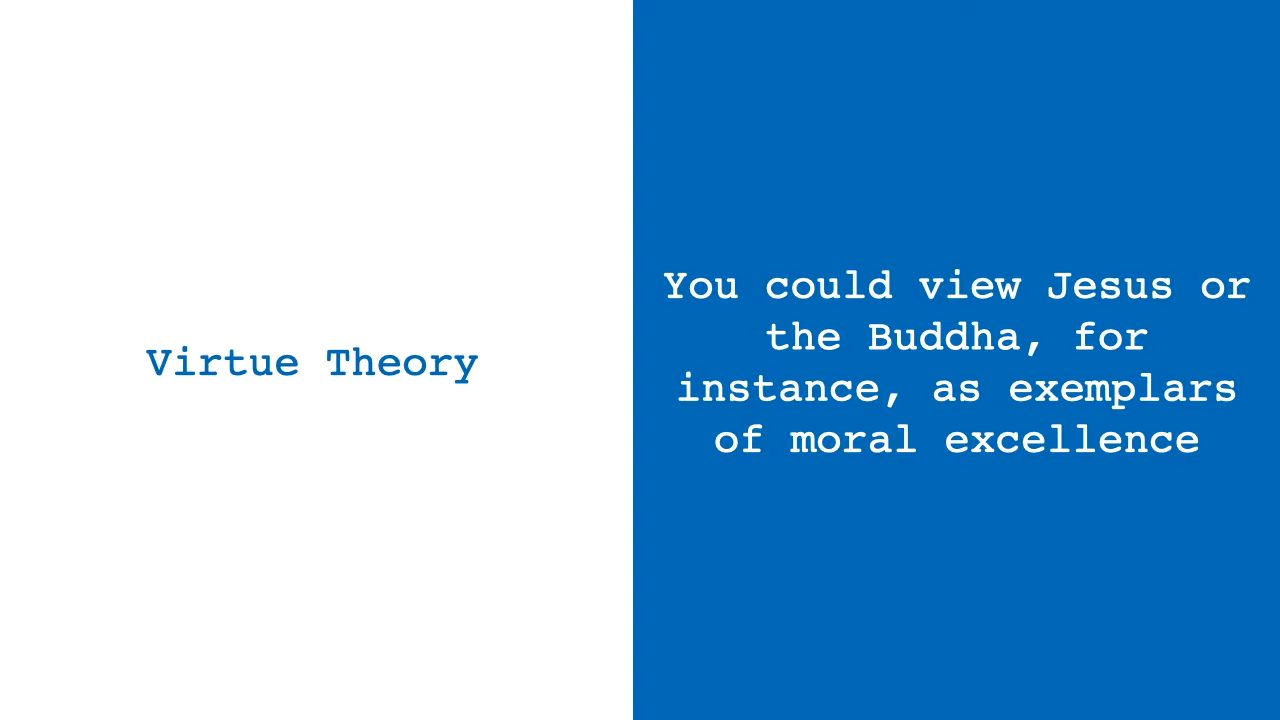 Virtue Theory
You could view Jesus or
the Buddha, for
instance, as exemplars
of moral excellence